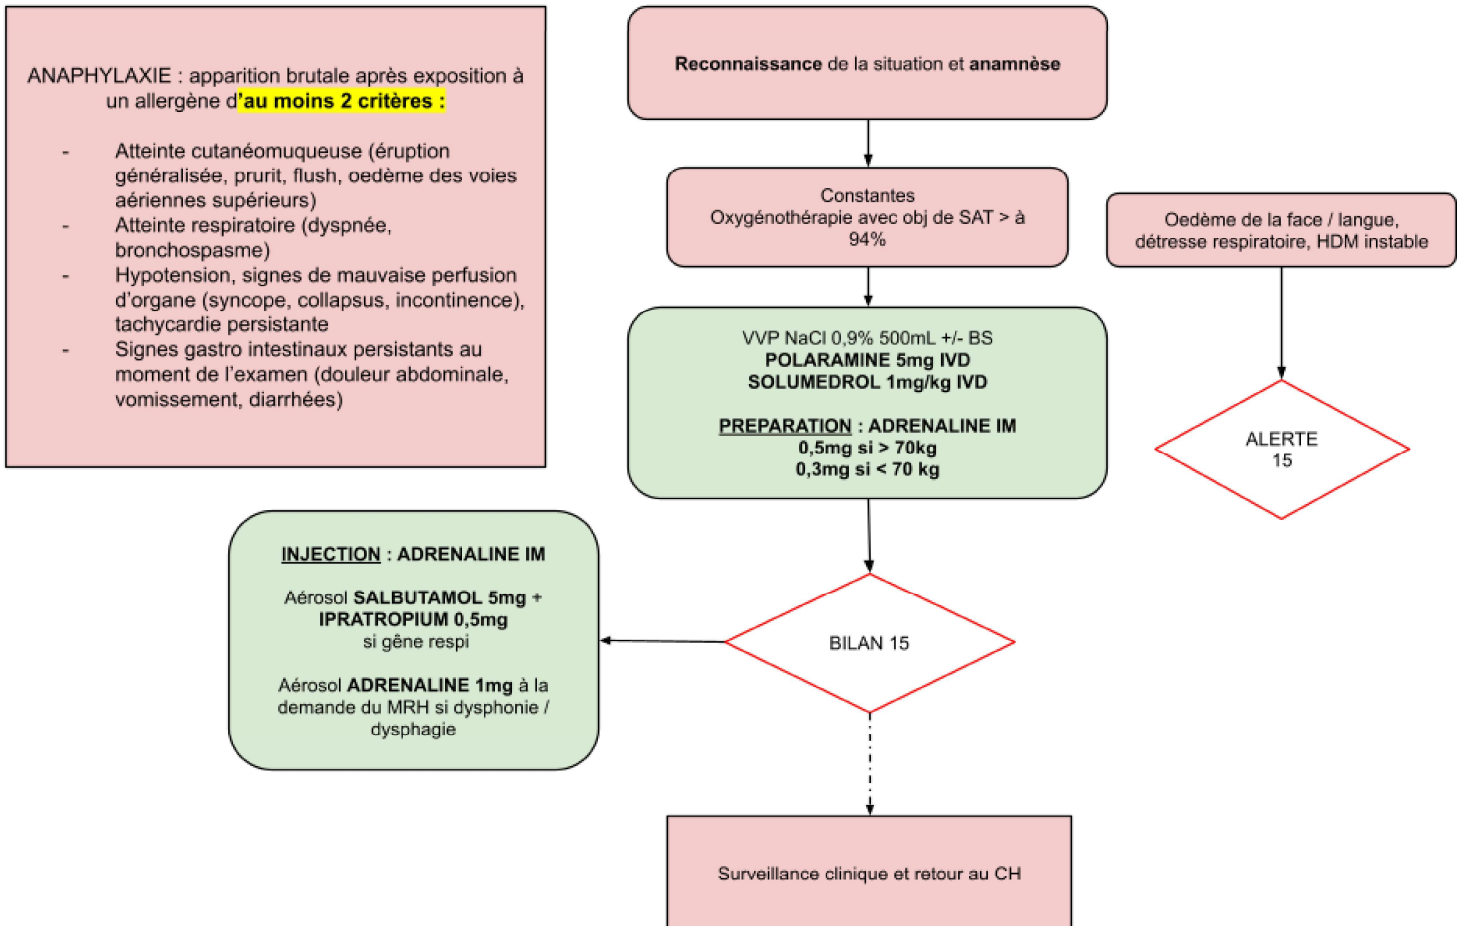 ANAPHYLAXIE : apparition brutale après exposition à
un allergène d'au moins 2 critères :
- Atteinte cutanéomuqueuse (éruption
généralisée, prurit, flush, oedème des voies
aériennes supérieurs)
- Atteinte respiratoire (dyspnée,
bronchospasme)
- Hypotension, signes de mauvaise perfusion
d'organe (syncope, collapsus, incontinence),
tachycardie persistante
- Signes gastro intestinaux persistants au
moment de l'examen (douleur abdominale,
vomissement, diarrhées)
Reconnaissance de la situation et anamnèse
Constantes
Oxygénothérapie avec obj de SAT > à
94%
Oedème de la face / langue,
détresse respiratoire, HDM instable
VVP NaCl 0,9% 500mL +/- BS
POLARAMINE 5mg IVD
SOLUMEDROL 1mg/kg IVD
PREPARATION : ADRENALINE IM
0,5mg si > 70kg
0,3mg si < 70 kg
ALERTE
15
INJECTION : ADRENALINE IM
Aérosol SALBUTAMOL 5mg +
IPRATROPIUM 0,5mg
si gêne respi
Aérosol ADRENALINE 1mg à la
demande du MRH si dysphonie /
dysphagie
BILAN 15
Surveillance clinique et retour au CH